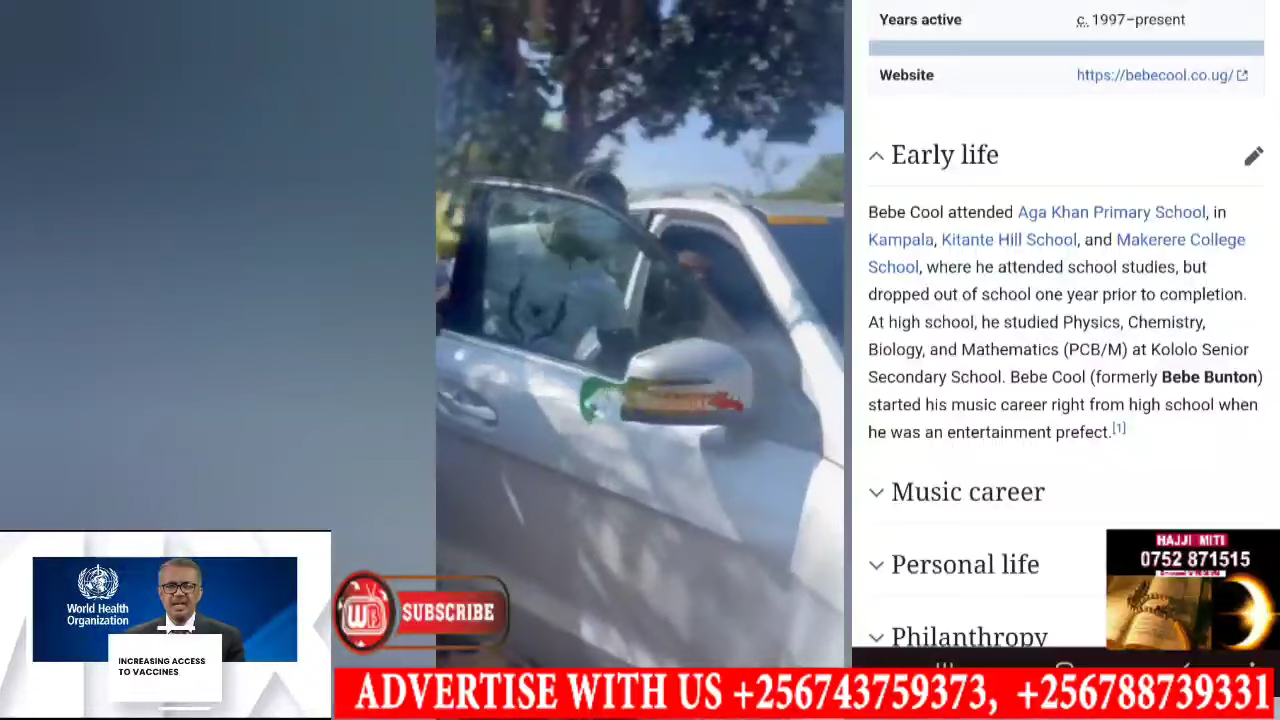 Years active c. 1997–present
Website https://bebecool.co.ug/
Early life
Bebe Cool attended Aga Khan Primary School, in
Kampala, Kitante Hill School, and Makerere College
School, where he attended school studies, but
dropped out of school one year prior to completion.
At high school, he studied Physics, Chemistry,
Biology, and Mathematics (PCB/M) at Kololo Senior
Secondary School. Bebe Cool (formerly Bebe Bunton)
started his music career right from high school when
he was an entertainment prefect.[1]
Music career
Personal life
Philanthropy
HAJJI MITI
0752 871515
World Health
Organization
INCREASING ACCESS
TO VACCINES
SUBSCRIBE
ADVERTISE WITH US +256743759373, +256788739331